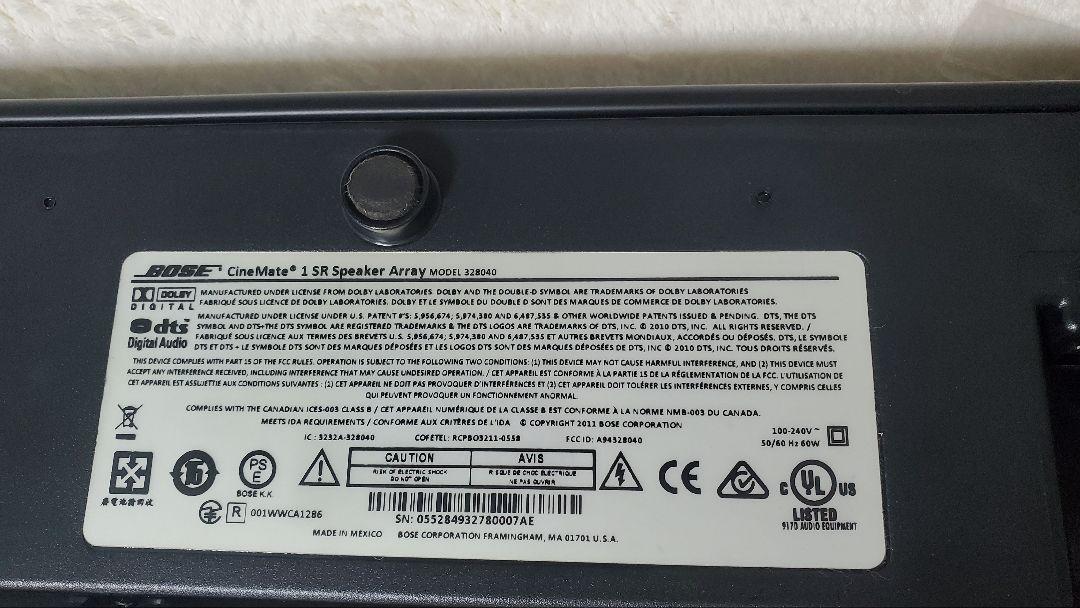 BOSE CineMate® 1 SR Speaker Array MODEL 328040
DOLBY DIGITAL
MANUFACTURED UNDER LICENSE FROM DOLBY LABORATORIES. DOLBY AND THE DOUBLE-D SYMBOL ARE TRADEMARKS OF DOLBY LABORATORIES
FABRIQUÉ SOUS LICENCE DE DOLBY LABORATORIES. DOLBY ET LE SYMBOLE DU DOUBLE D SONT DES MARQUES DE COMMERCE DE DOLBY LABORATORIES.
dts Digital Audio
MANUFACTURED UNDER LICENSE UNDER U.S. PATENT #'S: 5,956,674; 5,974,380 AND 6,487,535 & OTHER WORLDWIDE PATENTS ISSUED & PENDING. DTS, THE DTS
SYMBOL AND DTS+THE DTS SYMBOL ARE REGISTERED TRADEMARKS & THE DTS LOGOS ARE TRADEMARKS OF DTS, INC. © 2010 DTS, INC. ALL RIGHTS RESERVED. /
FABRIQUÉ SOUS LICENCE AUX TERMES DES BREVETS U.S. 5,956,674; 5,974,380 AND 6,487,535 ET AUTRES BREVETS MONDIAUX, ACCORDÉS OU DÉPOSÉS. DTS, LE SYMBOLE
DTS ET DTS + LE SYMBOLE DTS SONT DES MARQUES DÉPOSÉES ET LES LOGOS DTS SONT DES MARQUES DÉPOSÉES DE DTS, INC © 2010 DTS, INC. TOUS DROITS RÉSERVÉS.
THIS DEVICE COMPLIES WITH PART 15 OF THE FCC RULES. OPERATION IS SUBJECT TO THE FOLLOWING TWO CONDITIONS: (1) THIS DEVICE MAY NOT CAUSE HARMFUL INTERFERENCE, AND (2) THIS DEVICE MUST
ACCEPT ANY INTERFERENCE RECEIVED, INCLUDING INTERFERENCE THAT MAY CAUSE UNDESIRED OPERATION. / CET APPAREIL EST CONFORME À LA PARTIE 15 DE LA RÉGLEMENTATION DE LA FCC. L'UTILISATION DE
CET APPAREIL EST ASSUJETTIE AUX CONDITIONS SUIVANTES : (1) CET APPAREIL NE DOIT PAS PROVOQUER D'INTERFÉRENCES ET (2) CET APPAREIL DOIT TOLÉRER LES INTERFÉRENCES EXTERNES, Y COMPRIS CELLES
QUI PEUVENT PROVOQUER UN FONCTIONNEMENT ANORMAL.
COMPLIES WITH THE CANADIAN ICES-003 CLASS B / CET APPAREIL NUMÉRIQUE DE LA CLASSE B EST CONFORME À LA NORME NMB-003 DU CANADA.
MEETS IDA REQUIREMENTS / CONFORME AUX CRITÈRES DE L'IDA © COPYRIGHT 2011 BOSE CORPORATION
IC : 3232A-328040 COFETEL: RCPBO3211-0558 FCC ID: A94328040
100-240V ~
50/60 Hz 60W
廢電池請回收
15
PS E
BOSE K.K.
CAUTION AVIS
RISK OF ELECTRIC SHOCK RISQUE DE CHOC ÉLECTRIQUE
DO NOT OPEN NE PAS OUVRIR
CE
C UL US
LISTED
917D AUDIO EQUIPMENT
R 001WWCA1286
SN: 055284932780007AE
MADE IN MEXICO BOSE CORPORATION FRAMINGHAM, MA 01701 U.S.A.